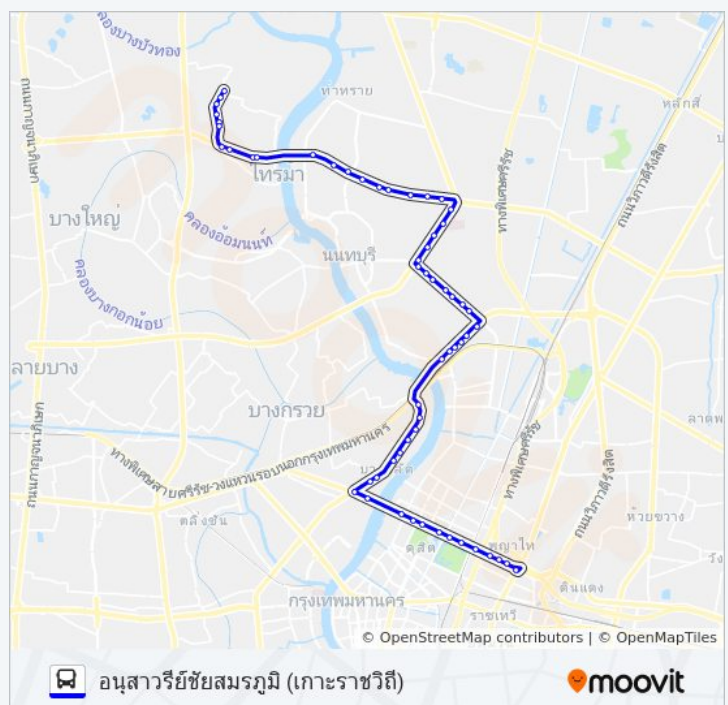 คลองบางบัวทอง
ท่าทราย
หลักสี่
ถนนกาญจนาภิเษก
ทางพิเศษศรีรัช
ถนนวิภาวดีรังสิต
ไทรมา
บางใหญ่
คลองอ้อมนนท์
นนทบุรี
คลองบางกอกน้อย
ลายบาง
บางกรวย
ลาดพ
ทางพิเศษสายศรีรัช-วงแหวนรอบนอกกรุงเทพมหานคร
ถนนกาญจนาภิเษก
ทางพิเศษศรีรัช
ถนนวิภาวดีรังสิต
ตลิ่งชัน
ห้วยขวาง
ดุสิต
พญาไท
วัง
ดินแดง
กรุงเทพมหานคร
ราชเทวี
© OpenStreetMap contributors | © OpenMapTiles
อนุสาวรีย์ชัยสมรภูมิ (เกาะราชวิถี)
moovit